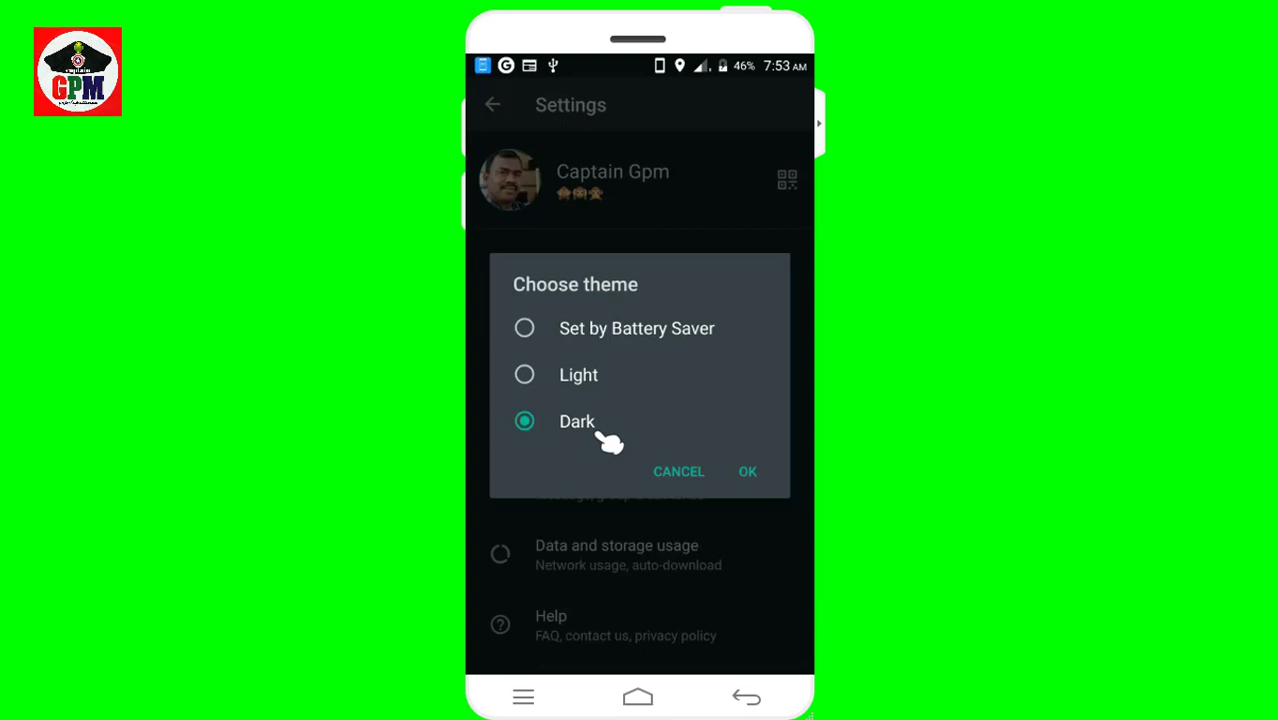 captain
GPM
46% 7:53 AM
Settings
Captain Gpm
Choose theme
Set by Battery Saver
Light
Dark
CANCEL OK
Data and storage usage
Network usage, auto-download
Help
FAQ, contact us, privacy policy